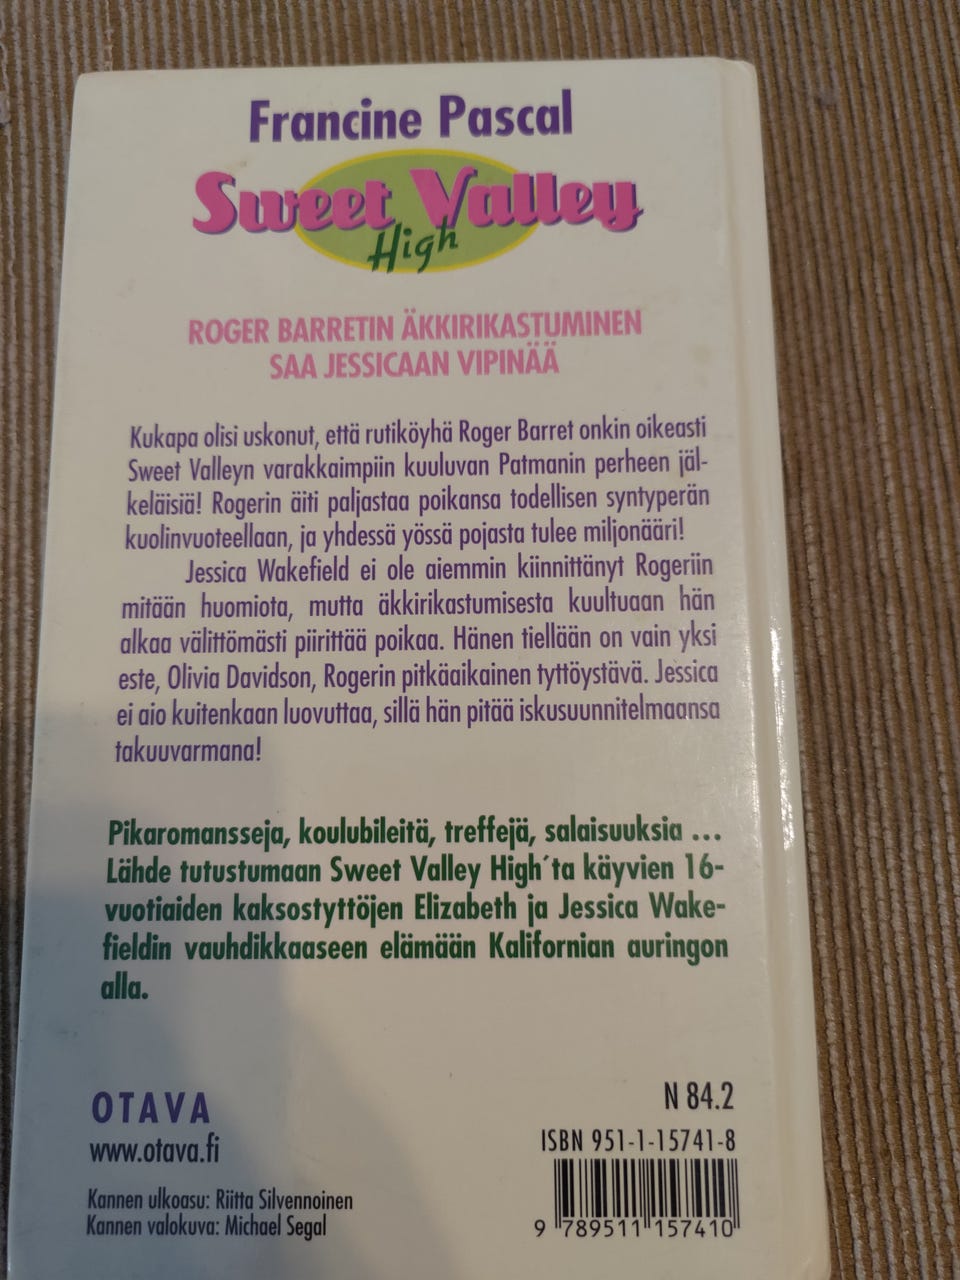 Francine Pascal
Sweet Valley
High
ROGER BARRETIN ÄKKIRIKASTUMINEN
SAA JESSICAAN VIPINÄÄ
Kukapa olisi uskonut, että rutiköyhä Roger Barret onkin oikeasti
Sweet Valleyn varakkaimpiin kuuluvan Patmanin perheen jäl-
keläisiä! Rogerin äiti paljastaa poikansa todellisen syntyperän
kuolinvuoteellaan, ja yhdessä yössä pojasta tulee miljonääri!
Jessica Wakefield ei ole aiemmin kiinnittänyt Rogeriin
mitään huomiota, mutta äkkirikastumisesta kuultuaan hän
alkaa välittömästi piirittää poikaa. Hänen tiellään on vain yksi
este, Olivia Davidson, Rogerin pitkäaikainen tyttöystävä. Jessica
ei aio kuitenkaan luovuttaa, sillä hän pitää iskusuunnitelmaansa
takuuvarmana!
Pikaromansseja, koulubileitä, treffejä, salaisuuksia ...
Lähde tutustumaan Sweet Valley High´ta käyvien 16-
vuotiaiden kaksostyttöjen Elizabeth ja Jessica Wake-
fieldin vauhdikkaaseen elämään Kalifornian auringon
alla.
OTAVA
www.otava.fi
Kannen ulkoasu: Riitta Silvennoinen
Kannen valokuva: Michael Segal
N 84.2
ISBN 951-1-15741-8
9 789511 157410